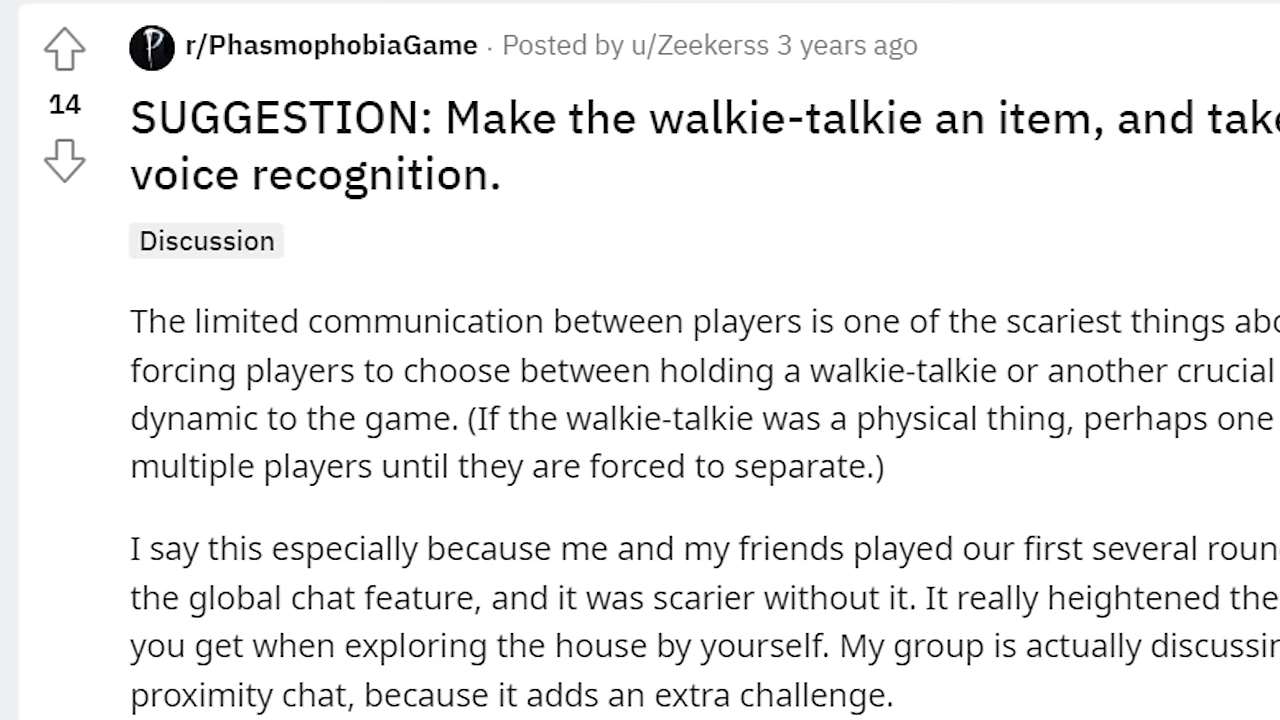 r/PhasmophobiaGame · Posted by u/Zeekerss 3 years ago
14
SUGGESTION: Make the walkie-talkie an item, and take
voice recognition.
Discussion
The limited communication between players is one of the scariest things abo
forcing players to choose between holding a walkie-talkie or another crucial
dynamic to the game. (If the walkie-talkie was a physical thing, perhaps one
multiple players until they are forced to separate.)
I say this especially because me and my friends played our first several roun
the global chat feature, and it was scarier without it. It really heightened the
you get when exploring the house by yourself. My group is actually discussin
proximity chat, because it adds an extra challenge.